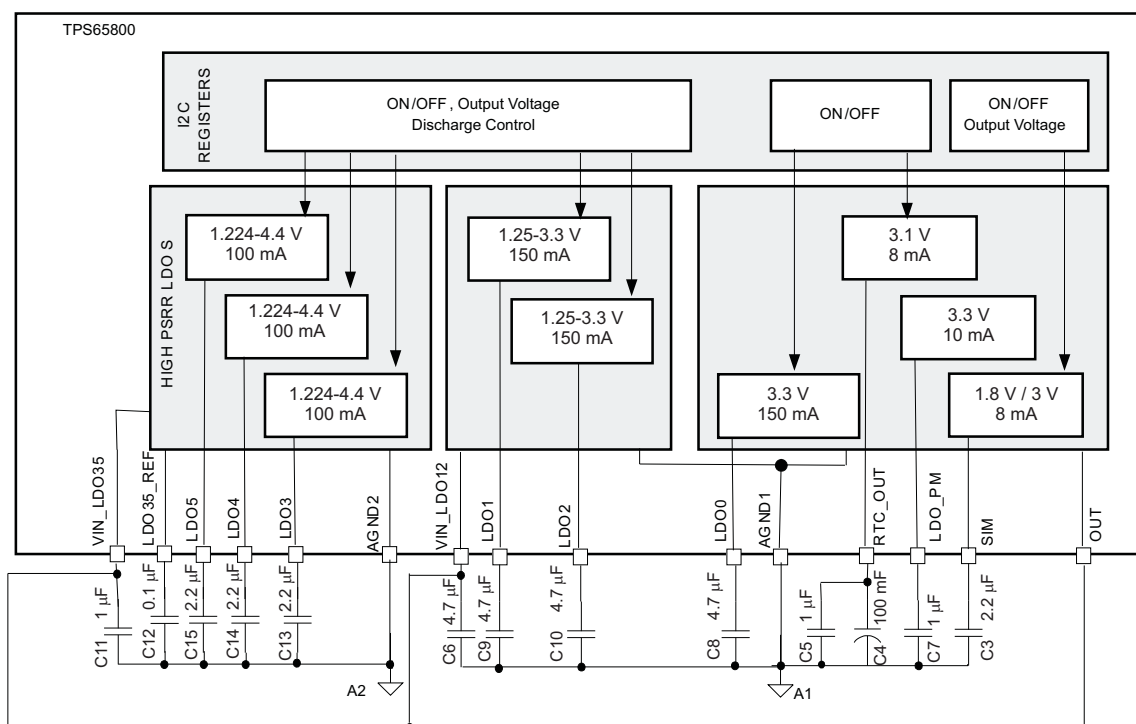 TPS65800
I2C
REGISTERS
ON/OFF , Output Voltage
Discharge Control
ON/OFF
ON/OFF
Output Voltage
HIGH PSRR LDO S
1.224-4.4 V
100 mA
1.224-4.4 V
100 mA
1.224-4.4 V
100 mA
1.25-3.3 V
150 mA
1.25-3.3 V
150 mA
3.1 V
8 mA
3.3 V
10 mA
3.3 V
150 mA
1.8 V / 3 V
8 mA
VIN_LDO35
LDO35_REF
LDO5
LDO4
LDO3
AGND2
VIN_LDO12
LDO1
LDO2
LDO0
AGND1
RTC_OUT
LDO_PM
SIM
OUT
C11
1 μF
C12
0.1 μF
C15
2.2 μF
C14
2.2 μF
C13
2.2 μF
A2
C6
4.7 μF
C9
4.7 μF
C10
4.7 μF
C8
4.7 μF
A1
C5
1 μF
C4
100 mF
C7
1 μF
C3
2.2 μF